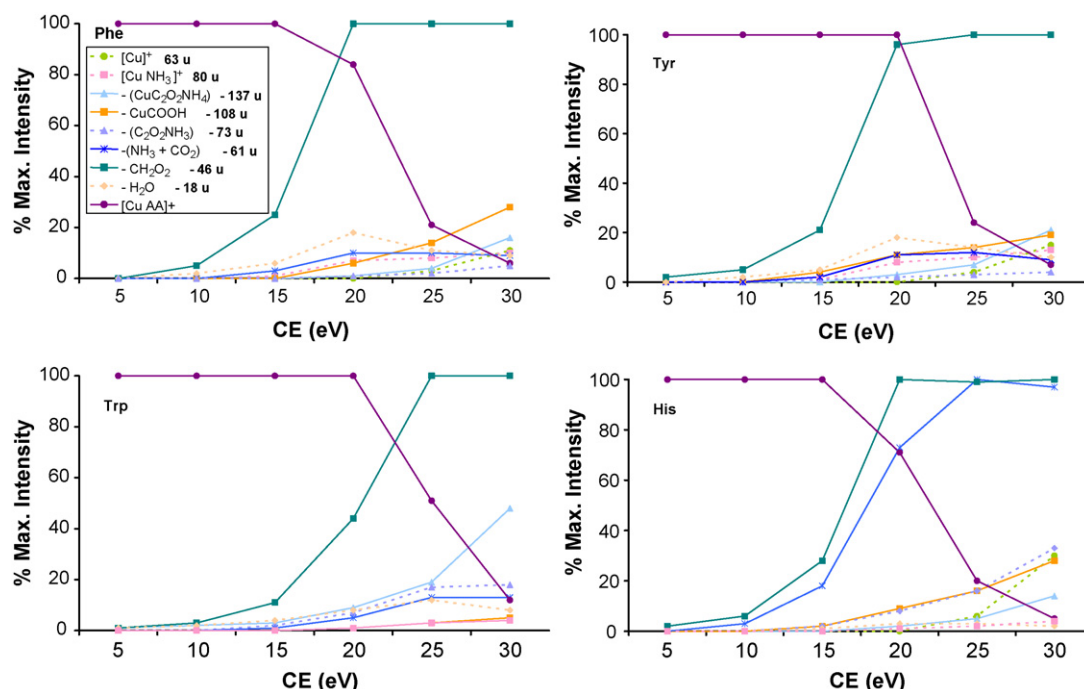 Phe
% Max. Intensity
100
80
60
40
20
0
[Cu]⁺ 63 u
[Cu NH₃]⁺ 80 u
- (CuC₂O₂NH₄) - 137 u
- CuCOOH - 108 u
- (C₂O₂NH₃) - 73 u
-(NH₃ + CO₂) - 61 u
- CH₂O₂ - 46 u
- H₂O - 18 u
[Cu AA]+
5 10 15 20 25 30
CE (eV)
Tyr
% Max. Intensity
100
80
60
40
20
0
5 10 15 20 25 30
CE (eV)
Trp
% Max. Intensity
100
80
60
40
20
0
5 10 15 20 25 30
CE (eV)
His
% Max. Intensity
100
80
60
40
20
0
5 10 15 20 25 30
CE (eV)